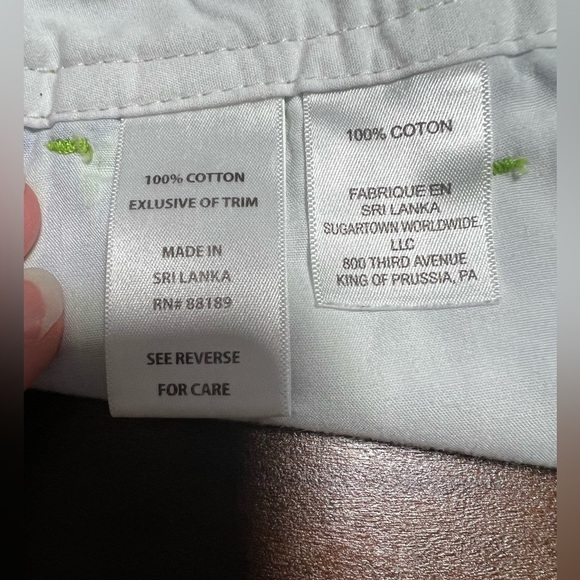 100% COTTON
EXLUSIVE OF TRIM
MADE IN
SRI LANKA
RN# 88189
SEE REVERSE
FOR CARE
100% COTON
FABRIQUE EN
SRI LANKA
SUGARTOWN WORLDWIDE,
LLC
800 THIRD AVENUE
KING OF PRUSSIA, PA